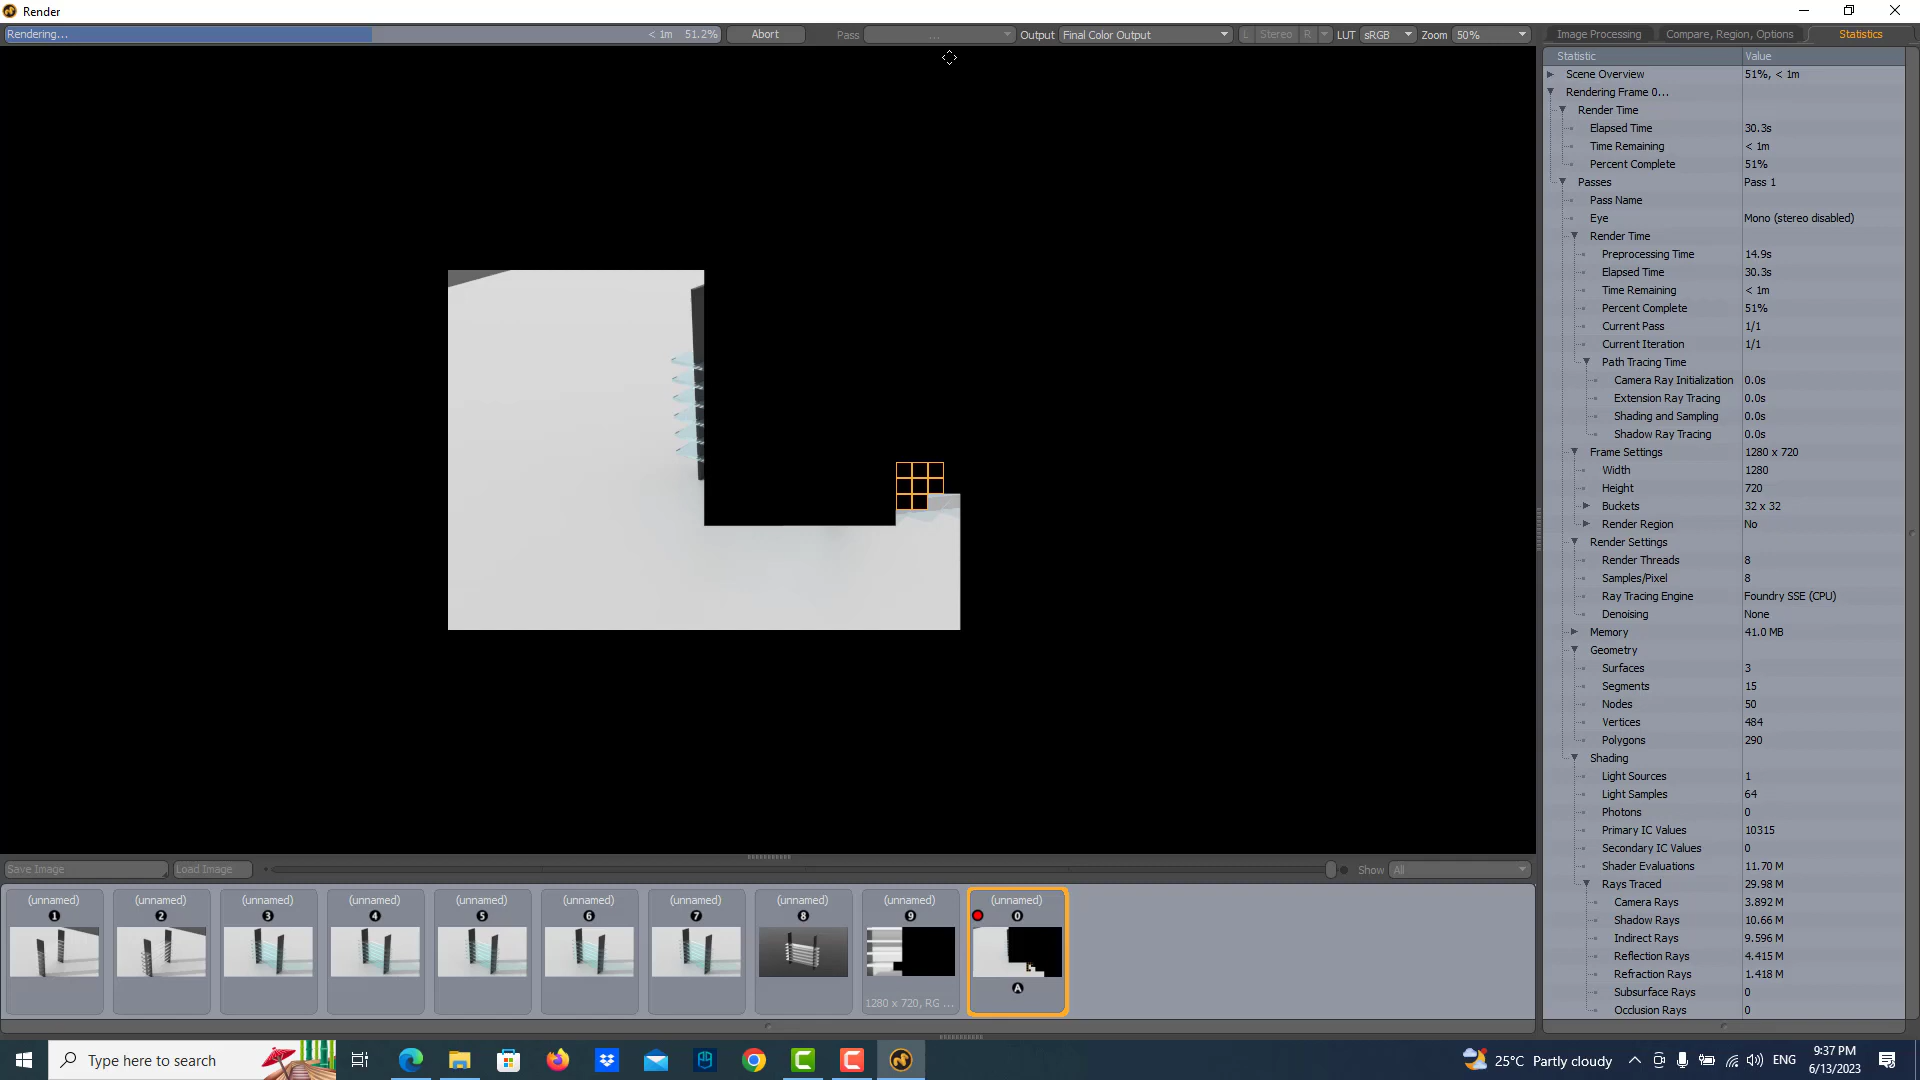 Render
Rendering... < 1m 51.2% Abort Pass ... Output Final Color Output L Stereo R LUT sRGB Zoom 50% Image Processing Compare, Region, Options Statistics
Statistic Value
Scene Overview 51%, < 1m
Rendering Frame 0...
Render Time
Elapsed Time 30.3s
Time Remaining < 1m
Percent Complete 51%
Passes Pass 1
Pass Name
Eye Mono (stereo disabled)
Render Time
Preprocessing Time 14.9s
Elapsed Time 30.3s
Time Remaining < 1m
Percent Complete 51%
Current Pass 1/1
Current Iteration 1/1
Path Tracing Time
Camera Ray Initialization 0.0s
Extension Ray Tracing 0.0s
Shading and Sampling 0.0s
Shadow Ray Tracing 0.0s
Frame Settings 1280 x 720
Width 1280
Height 720
Buckets 32 x 32
Render Region No
Render Settings
Render Threads 8
Samples/Pixel 8
Ray Tracing Engine Foundry SSE (CPU)
Denoising None
Memory 41.0 MB
Geometry
Surfaces 3
Segments 15
Nodes 50
Vertices 484
Polygons 290
Shading
Light Sources 1
Light Samples 64
Photons 0
Primary IC Values 10315
Secondary IC Values 0
Shader Evaluations 11.70 M
Rays Traced 29.98 M
Camera Rays 3.892 M
Shadow Rays 10.66 M
Indirect Rays 9.596 M
Reflection Rays 4.415 M
Refraction Rays 1.418 M
Subsurface Rays 0
Occlusion Rays 0
Save Image Load Image Show All
(unnamed) (unnamed) (unnamed) (unnamed) (unnamed) (unnamed) (unnamed) (unnamed) (unnamed) (unnamed)
1 2 3 4 5 6 7 8 9 0
A
1280 x 720, RG ...
Type here to search 25°C Partly cloudy ENG 9:37 PM
6/13/2023